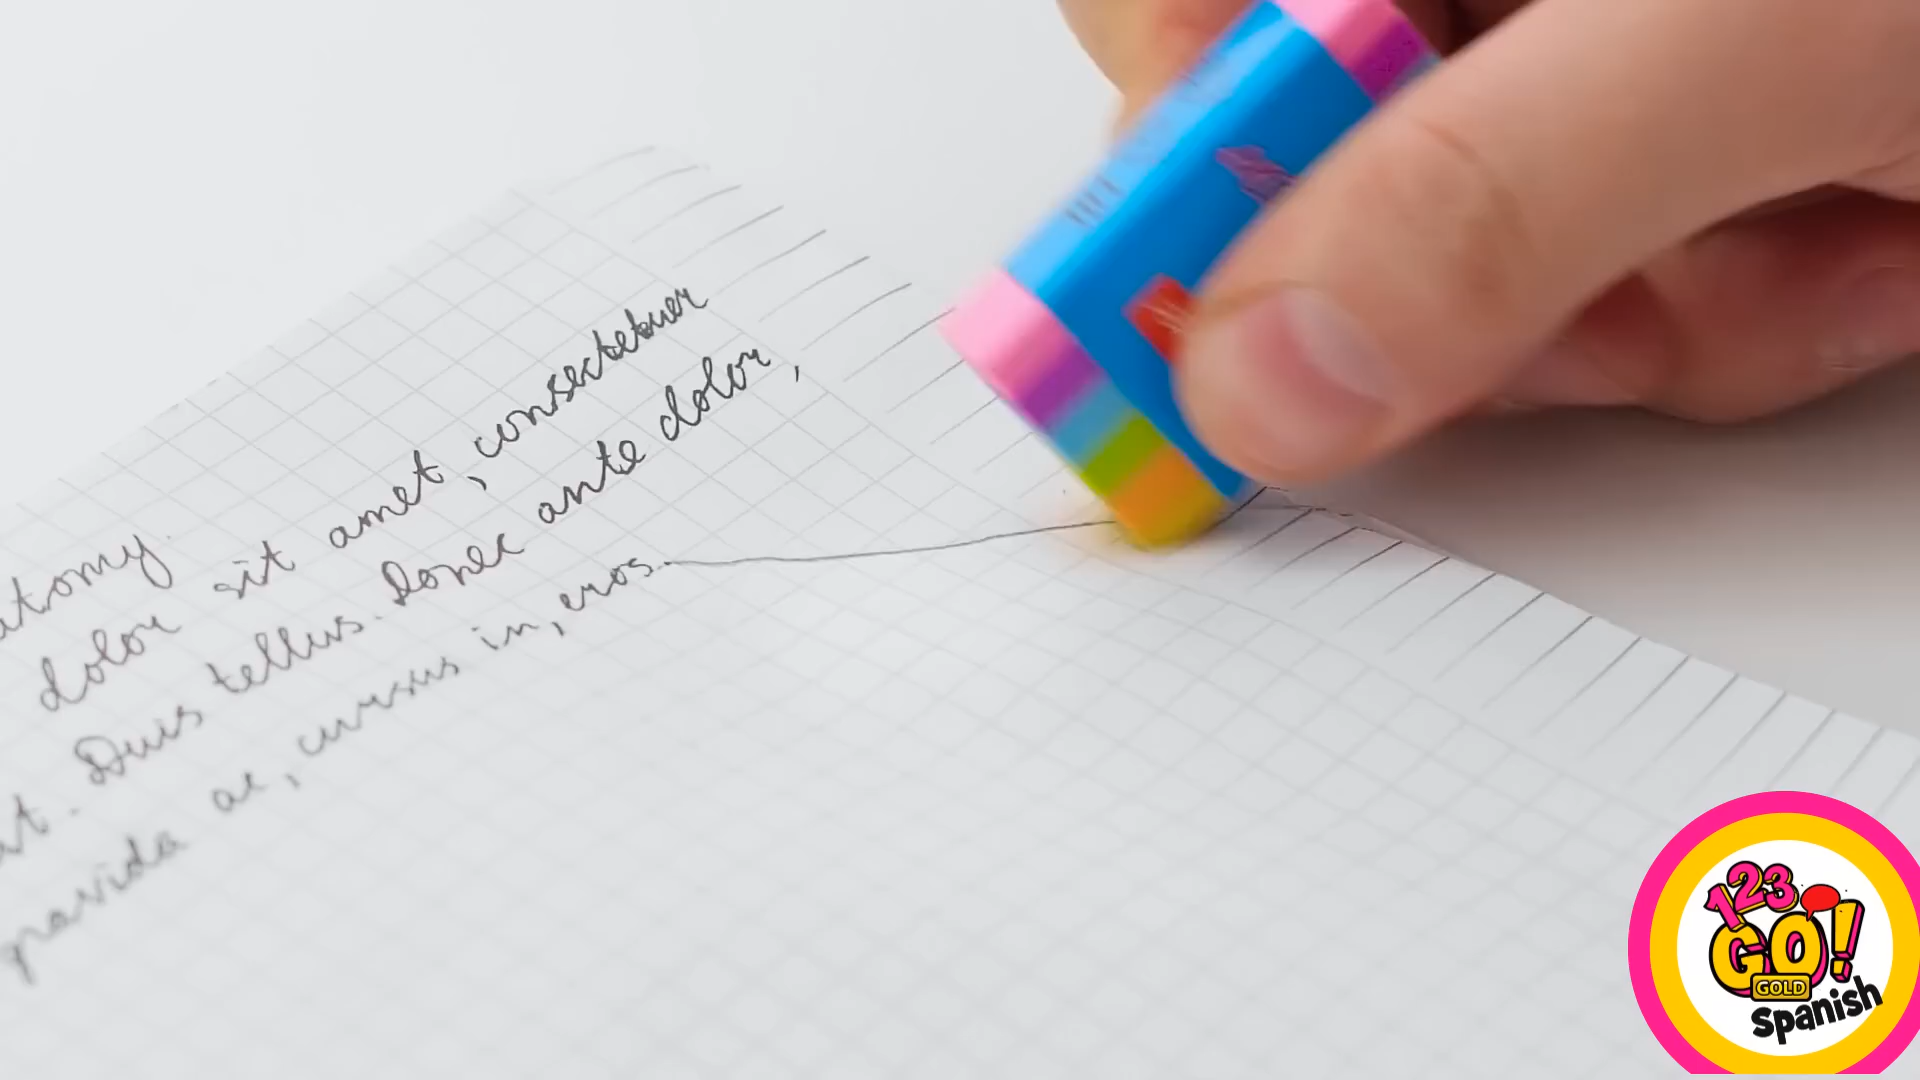 atomy.
dolor sit amet, consectetuer
at. Duis tellus. Donec ante dolor,
gravida ac, cursus in, eros.
123
GO!
GOLD
Spanish